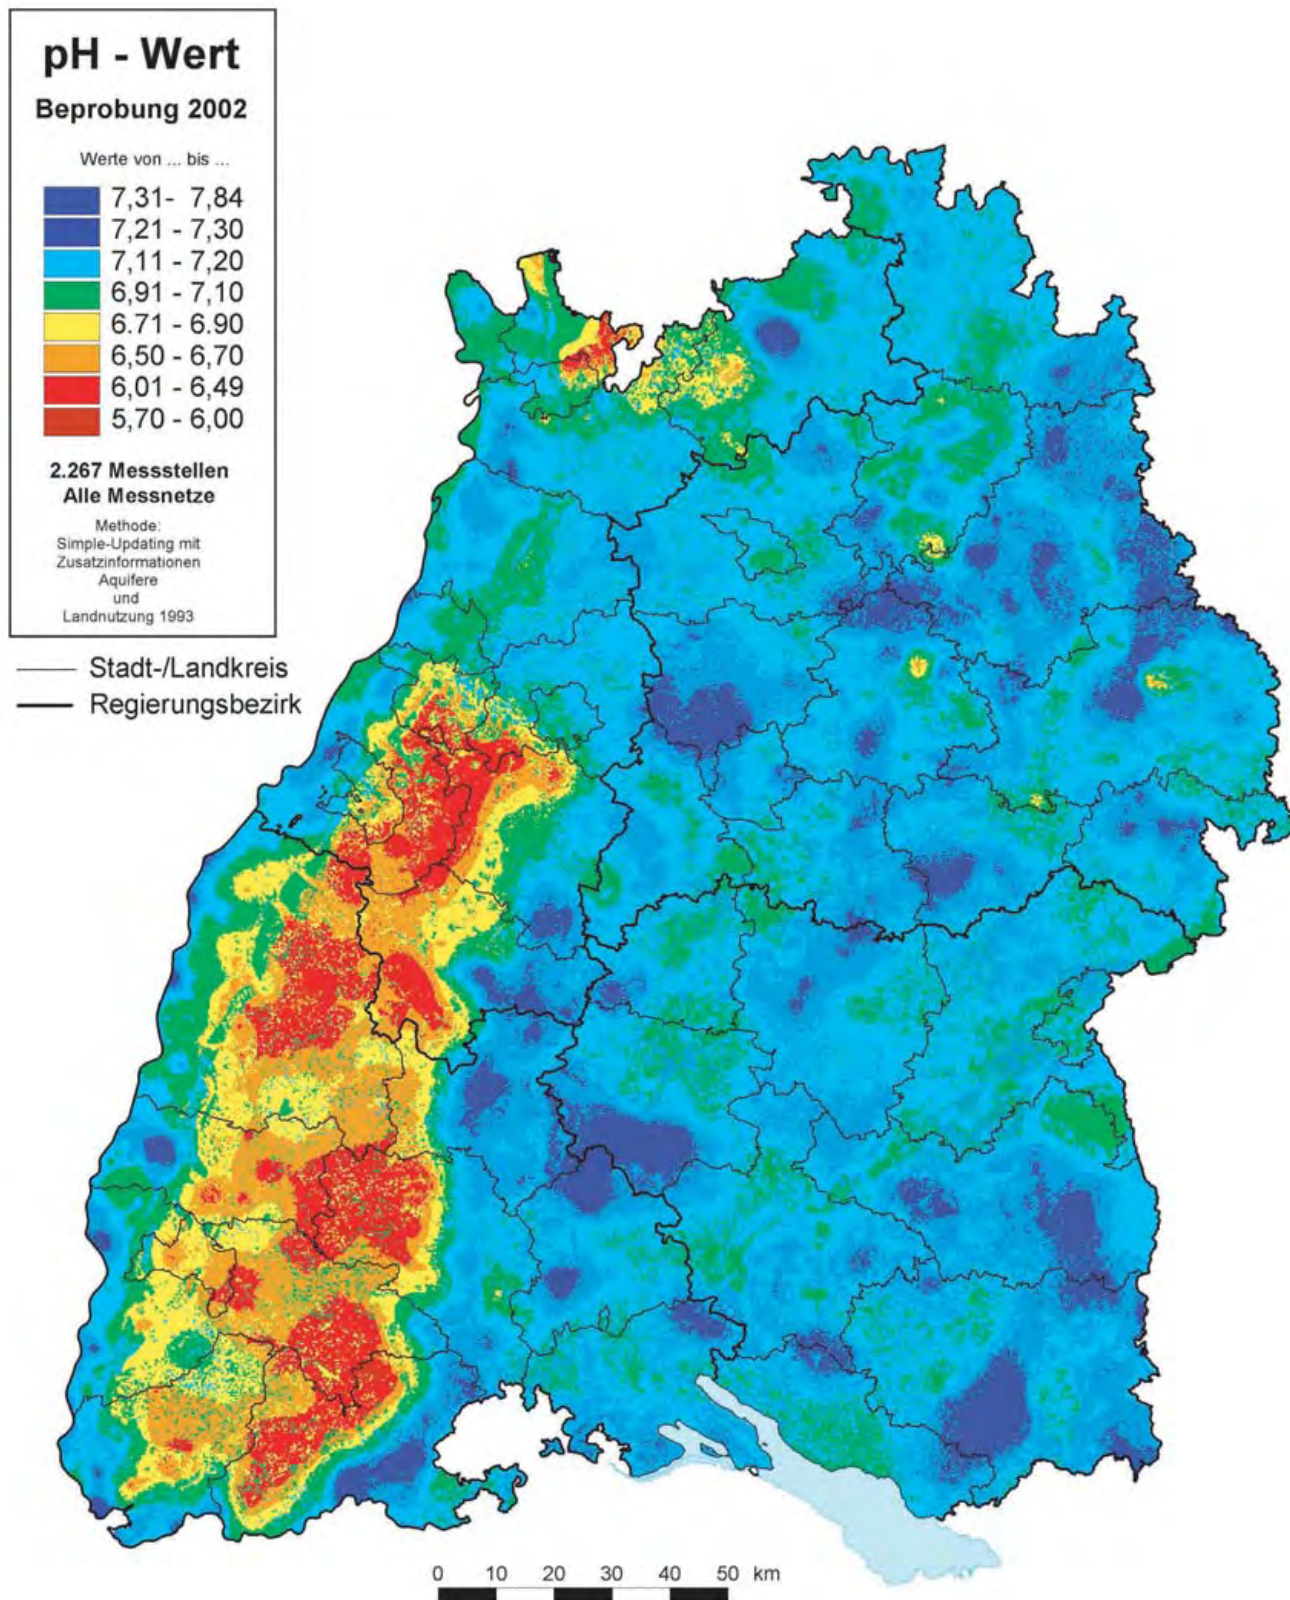 pH - Wert
Beprobung 2002
Werte von ... bis ...
7,31- 7,84
7,21 - 7,30
7,11 - 7,20
6,91 - 7,10
6.71 - 6.90
6,50 - 6,70
6,01 - 6,49
5,70 - 6,00
2.267 Messstellen
Alle Messnetze
Methode:
Simple-Updating mit
Zusatzinformationen
Aquifere
und
Landnutzung 1993
Stadt-/Landkreis
Regierungsbezirk
0 10 20 30 40 50 km